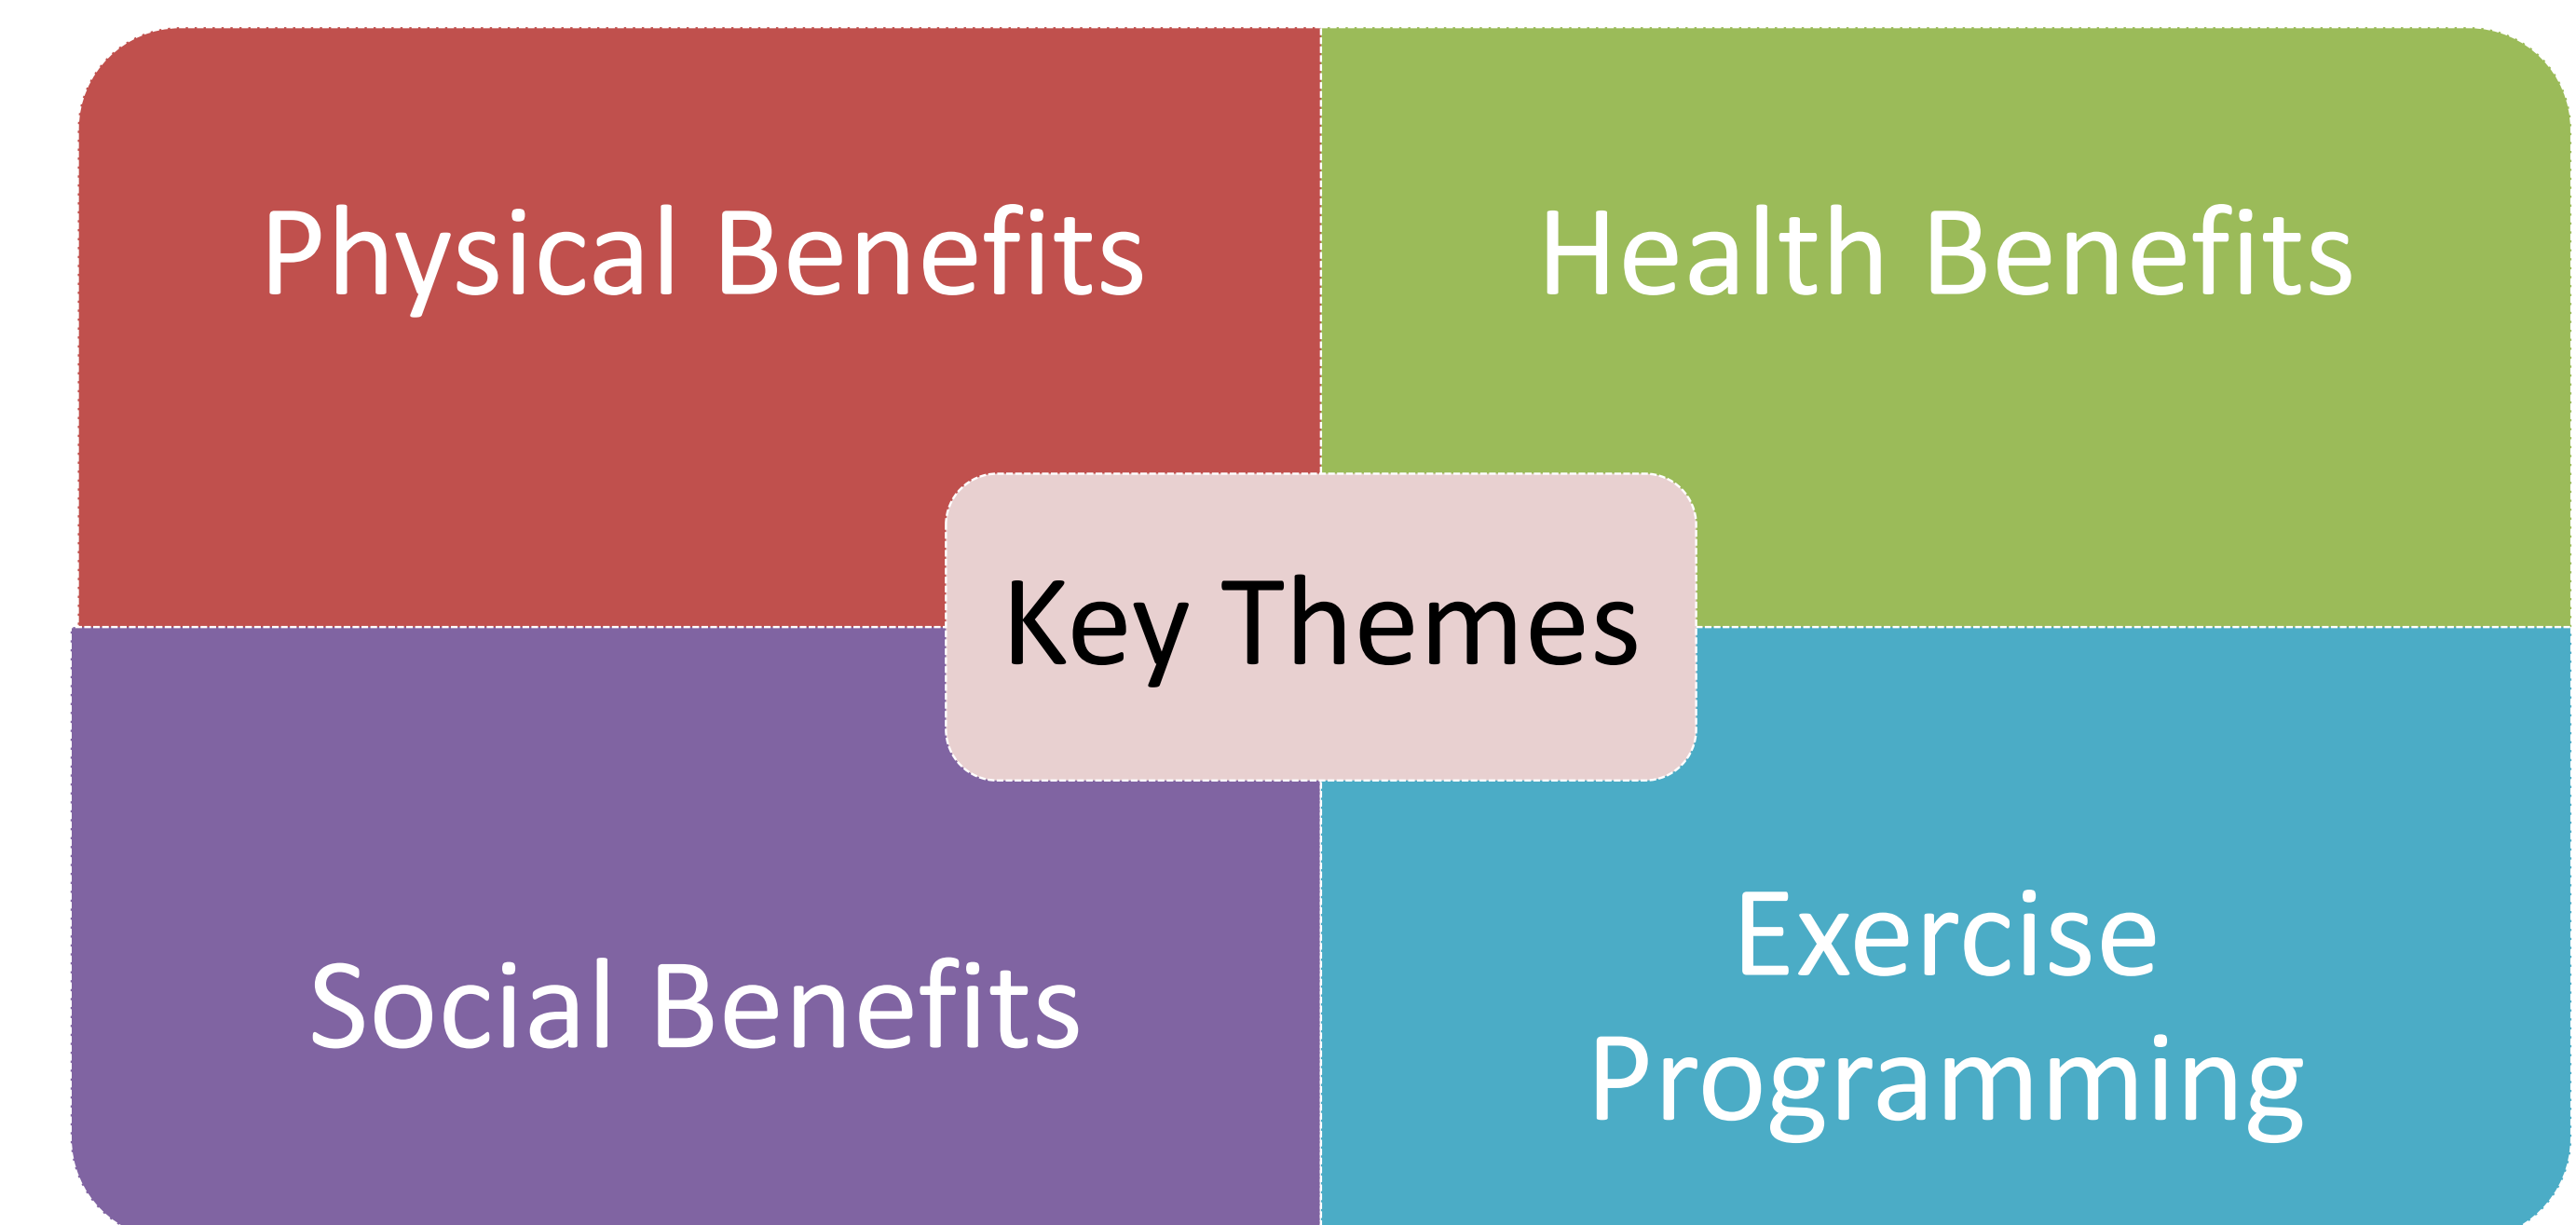 Physical Benefits
Health Benefits
Key Themes
Social Benefits
Exercise
Programming